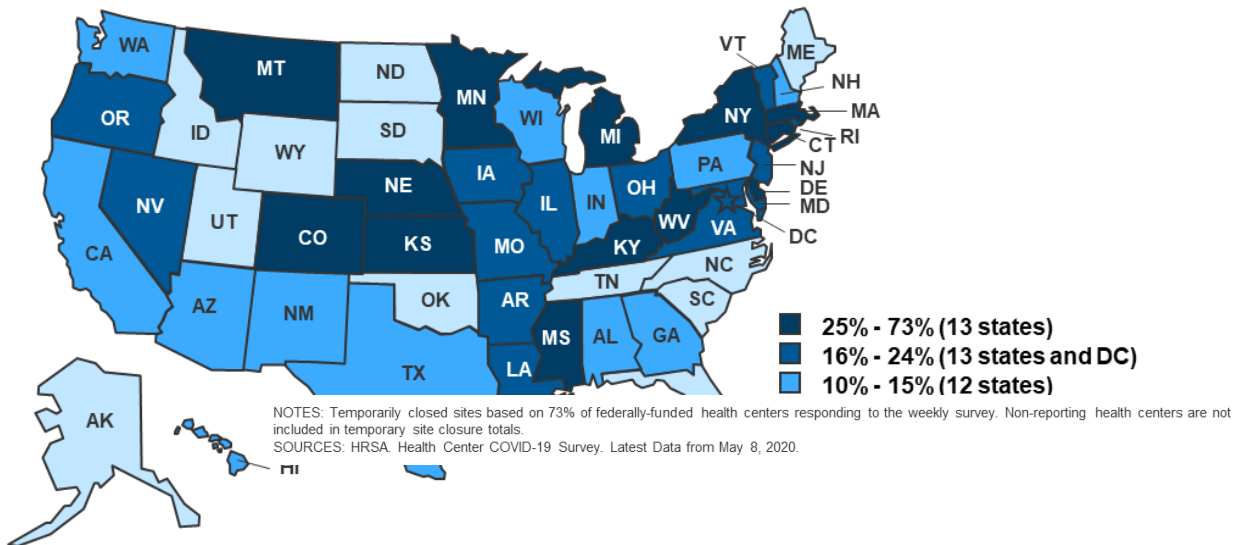 WA
MT
ND
MN
VT
ME
NH
OR
ID
SD
WI
NY
MA
WY
MI
RI
CT
PA
NJ
NE
IA
OH
DE
NV
IL
IN
MD
UT
WV
VA
CO
KS
MO
KY
DC
CA
NC
TN
OK
AR
SC
AZ
NM
MS
AL
GA
25% - 73% (13 states)
16% - 24% (13 states and DC)
LA
TX
10% - 15% (12 states)
AK
NOTES: Temporarily closed sites based on 73% of federally-funded health centers responding to the weekly survey. Non-reporting health centers are not
included in temporary site closure totals.
SOURCES: HRSA. Health Center COVID-19 Survey. Latest Data from May 8, 2020.
HI